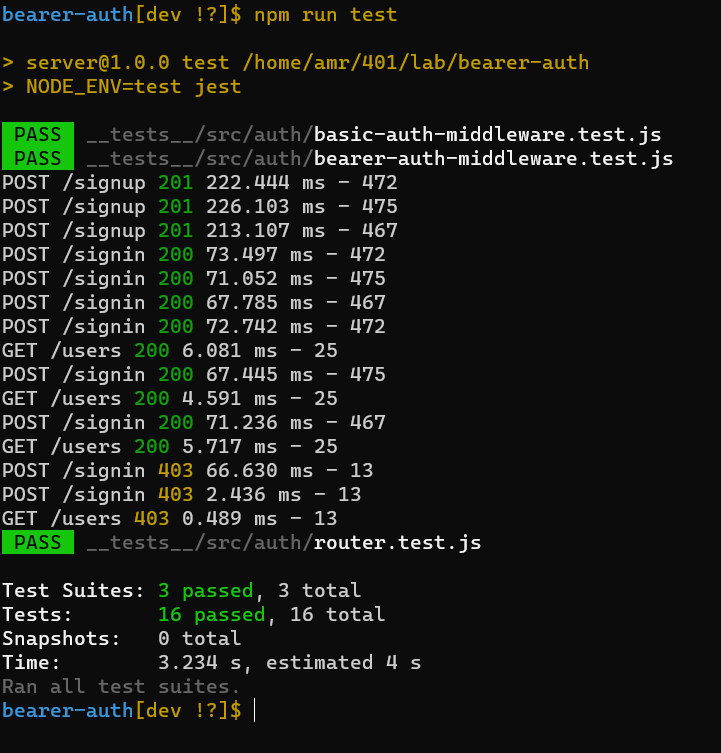 bearer-auth[dev !?]$ npm run test
> server@1.0.0 test /home/amr/401/lab/bearer-auth
> NODE_ENV=test jest
PASS __tests__/src/auth/basic-auth-middleware.test.js
PASS __tests__/src/auth/bearer-auth-middleware.test.js
POST /signup 201 222.444 ms - 472
POST /signup 201 226.103 ms - 475
POST /signup 201 213.107 ms - 467
POST /signin 200 73.497 ms - 472
POST /signin 200 71.052 ms - 475
POST /signin 200 67.785 ms - 467
POST /signin 200 72.742 ms - 472
GET /users 200 6.081 ms - 25
POST /signin 200 67.445 ms - 475
GET /users 200 4.591 ms - 25
POST /signin 200 71.236 ms - 467
GET /users 200 5.717 ms - 25
POST /signin 403 66.630 ms - 13
POST /signin 403 2.436 ms - 13
GET /users 403 0.489 ms - 13
PASS __tests__/src/auth/router.test.js
Test Suites: 3 passed, 3 total
Tests: 16 passed, 16 total
Snapshots: 0 total
Time: 3.234 s, estimated 4 s
Ran all test suites.
bearer-auth[dev !?]$